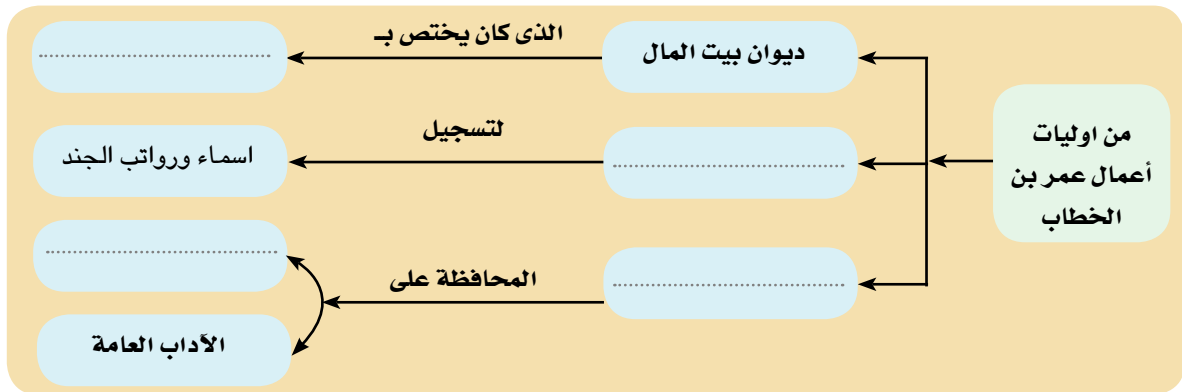 من اوليات
أعمال عمر بن
الخطاب
ديوان بيت المال
الذى كان يختص بـ
لتسجيل
اسماء ورواتب الجند
المحافظة على
الآداب العامة